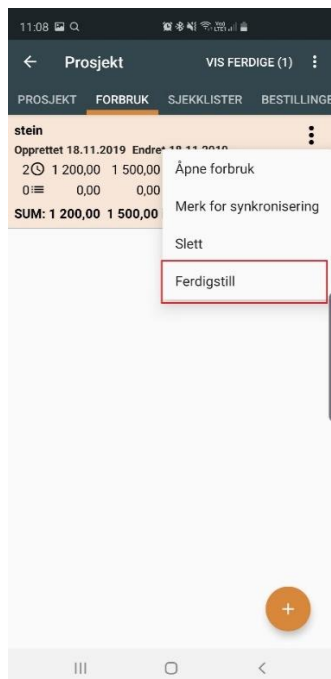 11:08
Prosjekt VIS FERDIGE (1)
PROSJEKT FORBRUK SJEKKLISTER BESTILLINGE
stein
Opprettet 18.11.2019 Endret 18.11.2019
2 1 200,00 1 500,00
Åpne forbruk
0 0,00 0,00
Merk for synkronisering
SUM: 1 200,00 1 500,00
Slett
Ferdigstill
+